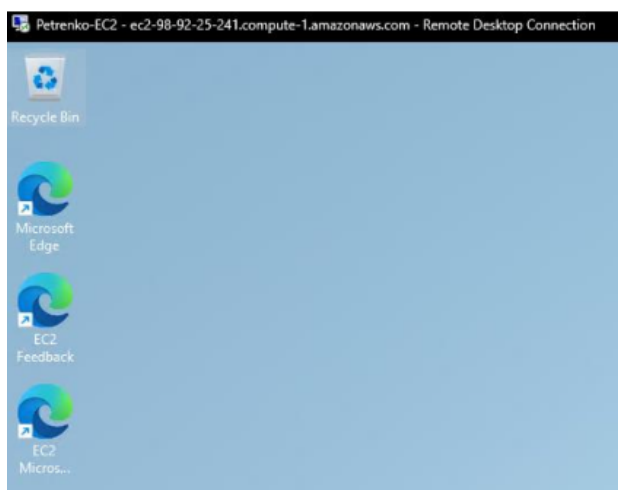 Petrenko-EC2 - ec2-98-92-25-241.compute-1.amazonaws.com - Remote Desktop Connection
Recycle Bin
Microsoft
Edge
EC2
Feedback
EC2
Micros...